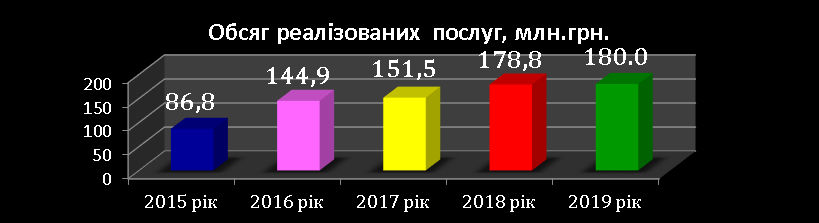 Обсяг реалізованих послуг, млн.грн.
86,8
144,9
151,5
178,8
180.0
200
150
100
50
0
2015 рік
2016 рік
2017 рік
2018 рік
2019 рік